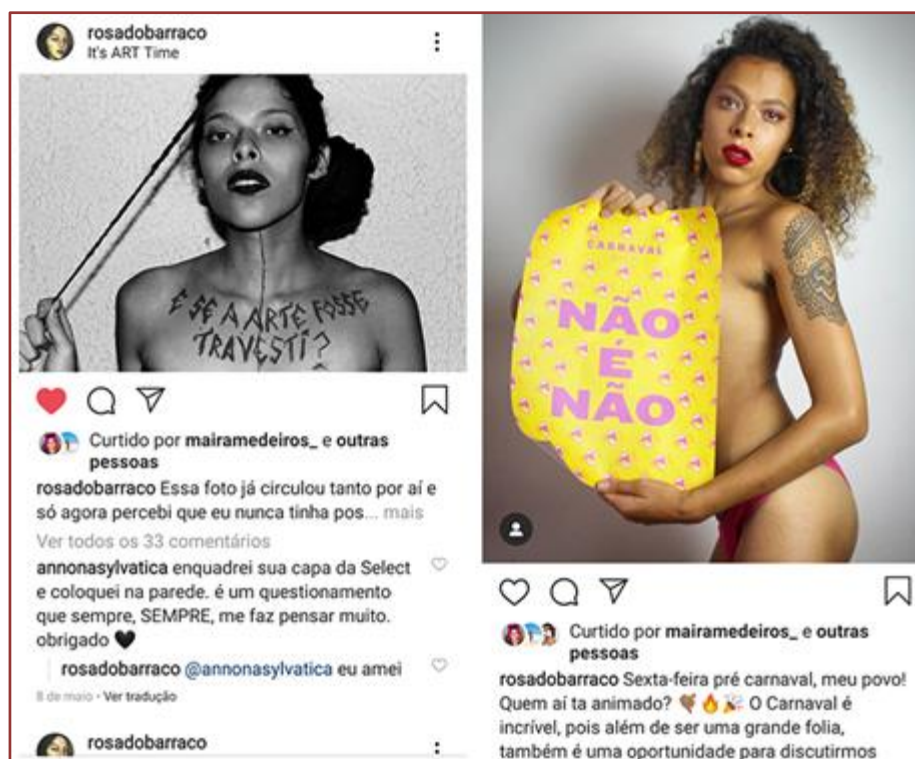 rosadobarraco
It's ART Time
E SE A ARTE FOSSE
TRAVESTI?
Curtido por mairamedeiros_ e outras
pessoas
rosadobarraco Essa foto já circulou tanto por aí e
só agora percebi que eu nunca tinha pos... mais
Ver todos os 33 comentários
annonasylvatica enquadrei sua capa da Select
e coloquei na parede. é um questionamento
que sempre, SEMPRE, me faz pensar muito.
obrigado 🖤
rosadobarraco @annonasylvatica eu amei
8 de maio • Ver tradução
rosadobarraco
CARNAVAL
NÃO
É
NÃO
Curtido por mairamedeiros_ e outras
pessoas
rosadobarraco Sexta-feira pré carnaval, meu povo!
Quem aí ta animado? 💅🏽🔥🎉 O Carnaval é
incrível, pois além de ser uma grande folia,
também é uma oportunidade para discutirmos